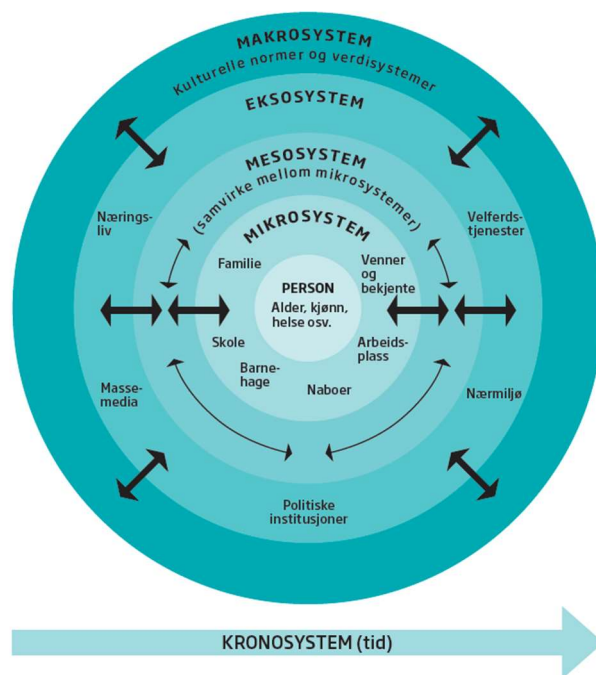 MAKROSYSTEM
Kulturelle normer og verdisystemer
EKSOSYSTEM
MESOSYSTEM
(samvirke mellom mikrosystemer)
MIKROSYSTEM
Nærings-
liv
Velferds-
tjenester
Familie
Venner
og
bekjente
PERSON
Alder, kjønn,
helse osv.
Skole
Barne-
hage
Naboer
Arbeids-
plass
Masse-
media
Nærmiljø
Politiske
institusjoner
KRONOSYSTEM (tid)